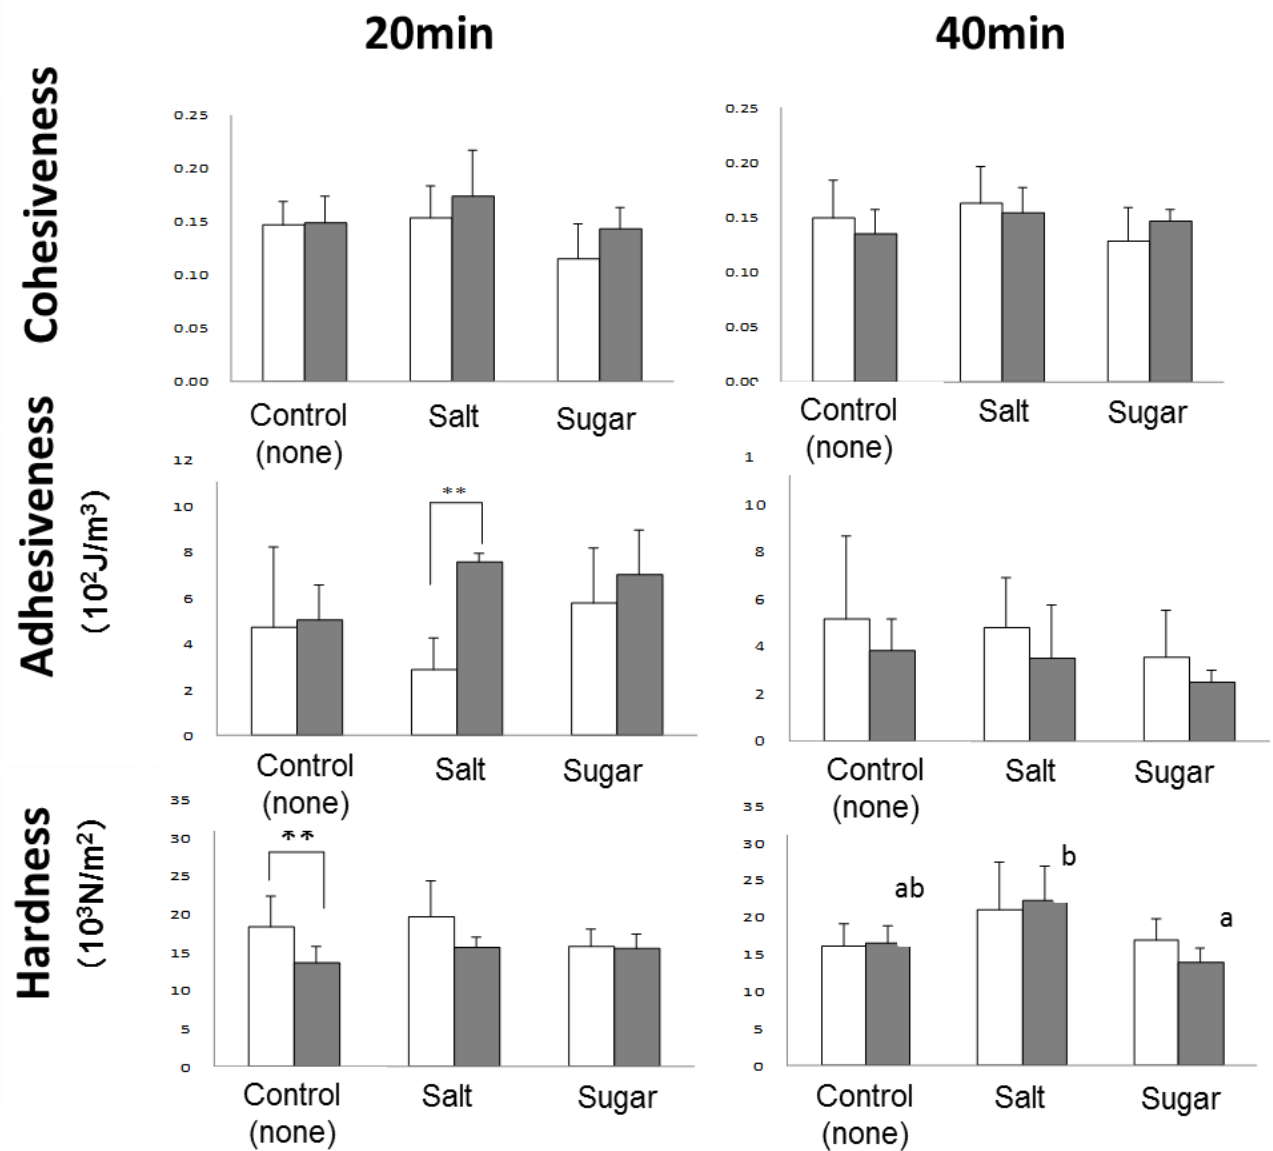 20min
40min
Cohesiveness
0.25
0.20
0.15
0.10
0.05
0.00
Control
(none)
Salt
Sugar
0.25
0.20
0.15
0.10
0.05
0.00
Control
(none)
Salt
Sugar
Adhesiveness
(10²J/m³)
12
10
8
6
4
2
0
**
Control
(none)
Salt
Sugar
1
10
8
6
4
2
0
Control
(none)
Salt
Sugar
Hardness
(10³N/m²)
35
30
25
20
15
10
5
0
**
Control
(none)
Salt
Sugar
35
30
25
20
15
10
5
0
ab
b
a
Control
(none)
Salt
Sugar